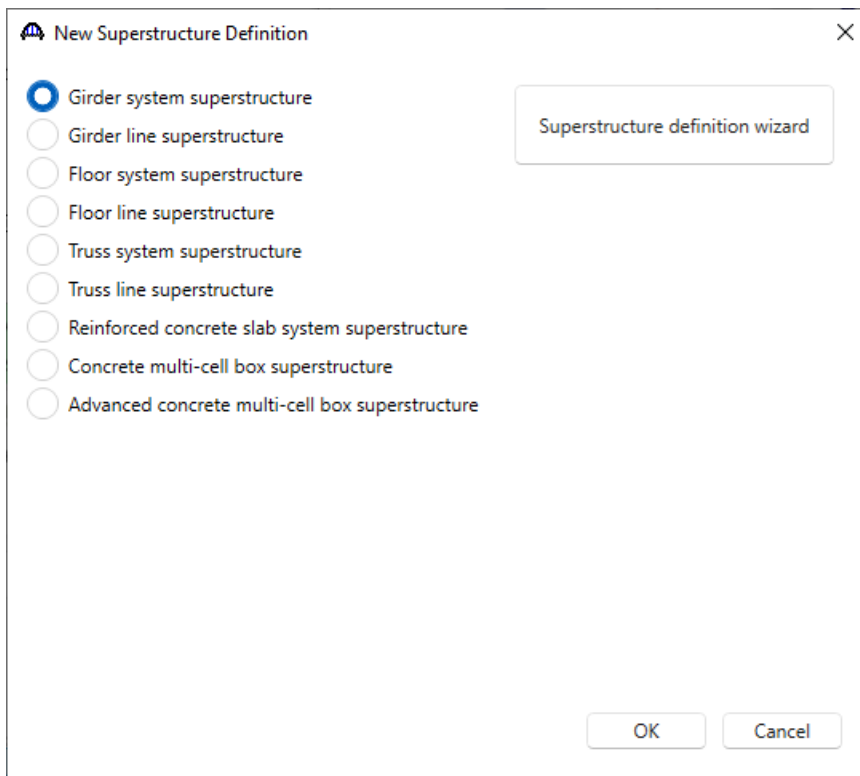 New Superstructure Definition
Girder system superstructure
Superstructure definition wizard
Girder line superstructure
Floor system superstructure
Floor line superstructure
Truss system superstructure
Truss line superstructure
Reinforced concrete slab system superstructure
Concrete multi-cell box superstructure
Advanced concrete multi-cell box superstructure
OK
Cancel